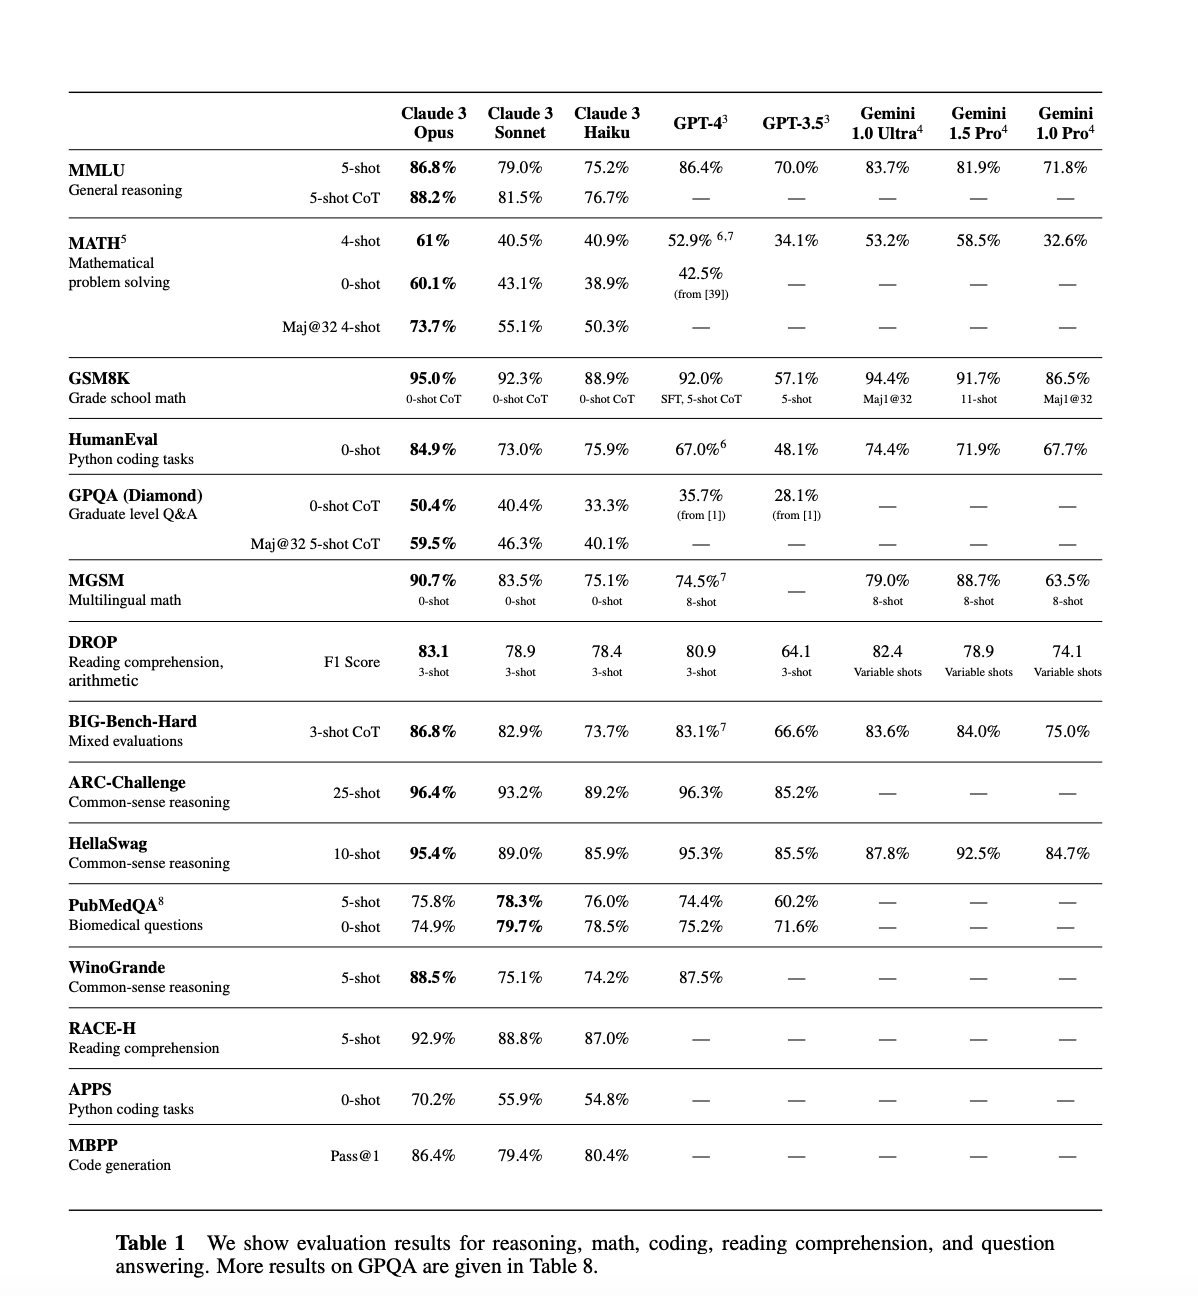 Claude 3 Opus Claude 3 Sonnet Claude 3 Haiku GPT-4³ GPT-3.5³ Gemini 1.0 Ultra⁴ Gemini 1.5 Pro⁴ Gemini 1.0 Pro⁴
MMLU 5-shot 86.8% 79.0% 75.2% 86.4% 70.0% 83.7% 81.9% 71.8%
General reasoning
5-shot CoT 88.2% 81.5% 76.7% — — — — —
MATH⁵ 4-shot 61% 40.5% 40.9% 52.9% ⁶,⁷ 34.1% 53.2% 58.5% 32.6%
Mathematical
problem solving 0-shot 60.1% 43.1% 38.9% 42.5% — — — —
(from [39])
Maj@32 4-shot 73.7% 55.1% 50.3% — — — — —
GSM8K 95.0% 92.3% 88.9% 92.0% 57.1% 94.4% 91.7% 86.5%
Grade school math 0-shot CoT 0-shot CoT 0-shot CoT SFT, 5-shot CoT 5-shot Maj1@32 11-shot Maj1@32
HumanEval
Python coding tasks 0-shot 84.9% 73.0% 75.9% 67.0%⁶ 48.1% 74.4% 71.9% 67.7%
GPQA (Diamond)
Graduate level Q&A 0-shot CoT 50.4% 40.4% 33.3% 35.7% 28.1% — — —
(from [1]) (from [1])
Maj@32 5-shot CoT 59.5% 46.3% 40.1% — — — — —
MGSM 90.7% 83.5% 75.1% 74.5%⁷ — 79.0% 88.7% 63.5%
Multilingual math 0-shot 0-shot 0-shot 8-shot 8-shot 8-shot 8-shot
DROP
Reading comprehension,
arithmetic F1 Score 83.1 78.9 78.4 80.9 64.1 82.4 78.9 74.1
3-shot 3-shot 3-shot 3-shot 3-shot Variable shots Variable shots Variable shots
BIG-Bench-Hard
Mixed evaluations 3-shot CoT 86.8% 82.9% 73.7% 83.1%⁷ 66.6% 83.6% 84.0% 75.0%
ARC-Challenge
Common-sense reasoning 25-shot 96.4% 93.2% 89.2% 96.3% 85.2% — — —
HellaSwag
Common-sense reasoning 10-shot 95.4% 89.0% 85.9% 95.3% 85.5% 87.8% 92.5% 84.7%
PubMedQA⁸ 5-shot 75.8% 78.3% 76.0% 74.4% 60.2% — — —
Biomedical questions 0-shot 74.9% 79.7% 78.5% 75.2% 71.6% — — —
WinoGrande
Common-sense reasoning 5-shot 88.5% 75.1% 74.2% 87.5% — — — —
RACE-H
Reading comprehension 5-shot 92.9% 88.8% 87.0% — — — — —
APPS
Python coding tasks 0-shot 70.2% 55.9% 54.8% — — — — —
MBPP
Code generation Pass@1 86.4% 79.4% 80.4% — — — — —
Table 1 We show evaluation results for reasoning, math, coding, reading comprehension, and question
answering. More results on GPQA are given in Table 8.